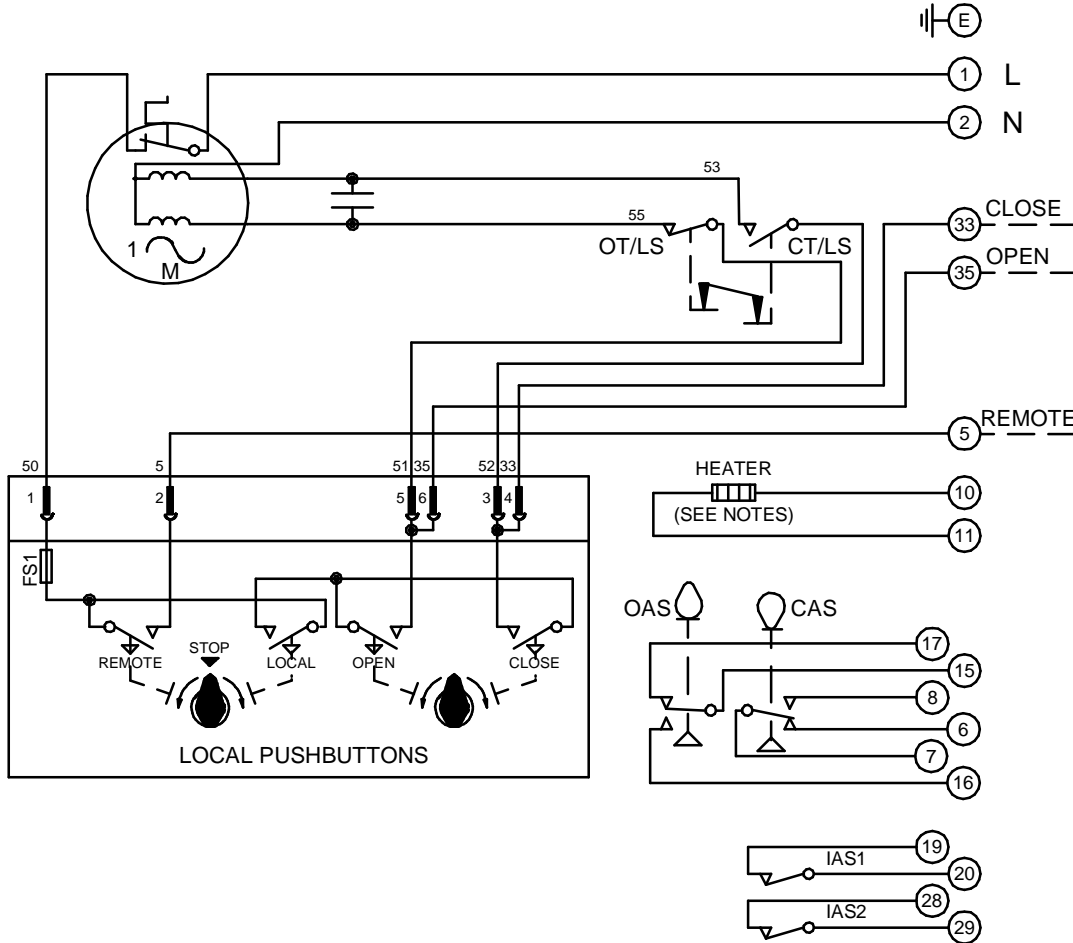 E
1 L
2 N
53
55
OT/LS
CT/LS
33 CLOSE
35 OPEN
1
M
5 REMOTE
50 5 51 35 52 33
1 2 5 6 3 4
HEATER
(SEE NOTES)
10
11
FS1
REMOTE
STOP
LOCAL
OPEN
CLOSE
LOCAL PUSHBUTTONS
OAS
CAS
17
15
8
6
7
16
IAS1
19
20
IAS2
28
29